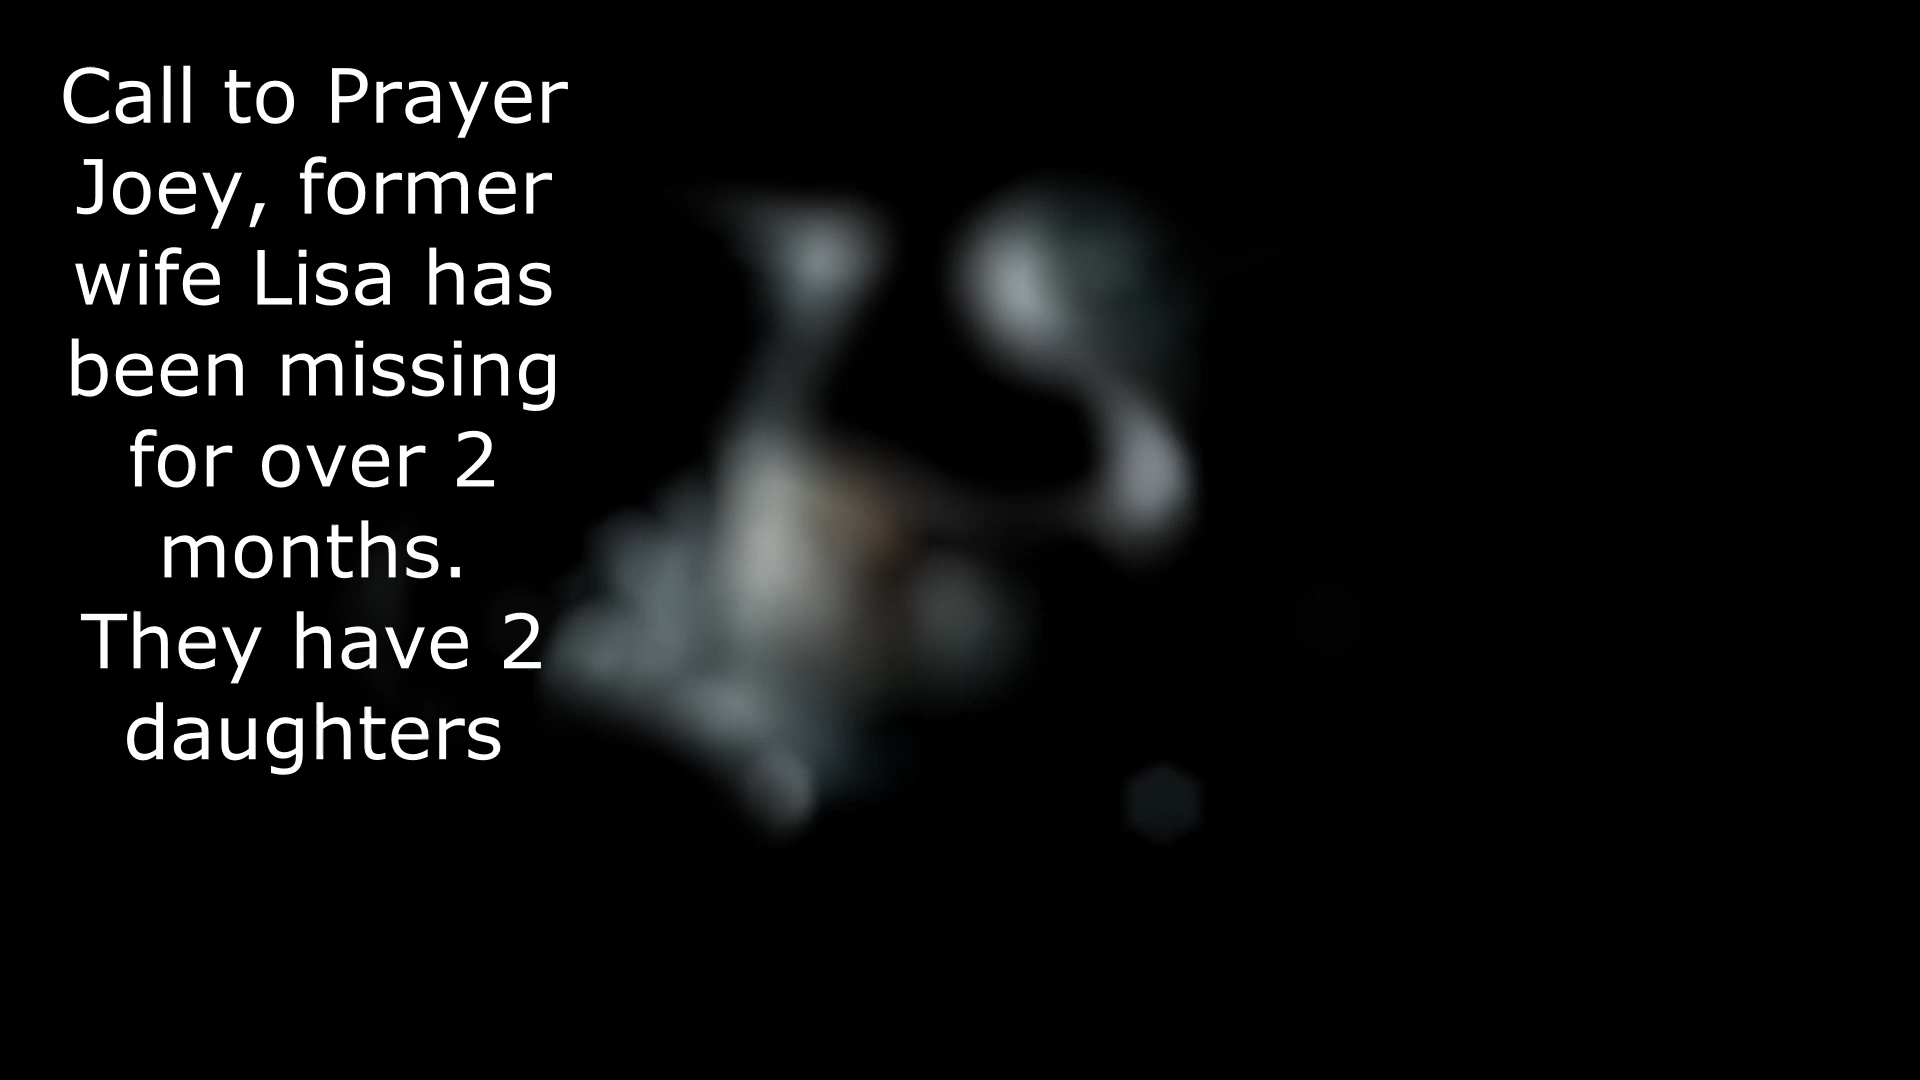 Call to Prayer
Joey, former
wife Lisa has
been missing
for over 2
months.
They have 2
daughters